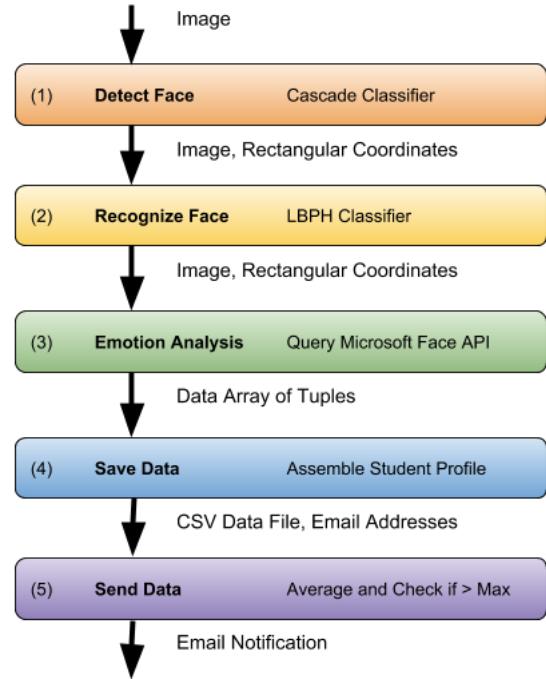 Image
(1) Detect Face Cascade Classifier
Image, Rectangular Coordinates
(2) Recognize Face LBPH Classifier
Image, Rectangular Coordinates
(3) Emotion Analysis Query Microsoft Face API
Data Array of Tuples
(4) Save Data Assemble Student Profile
CSV Data File, Email Addresses
(5) Send Data Average and Check if > Max
Email Notification